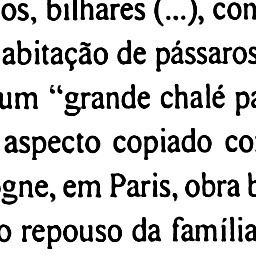 os, bilhares (...), com
abitação de pássaros
um “grande chalé pa
aspecto copiado co
gne, em Paris, obra b
o repouso da família